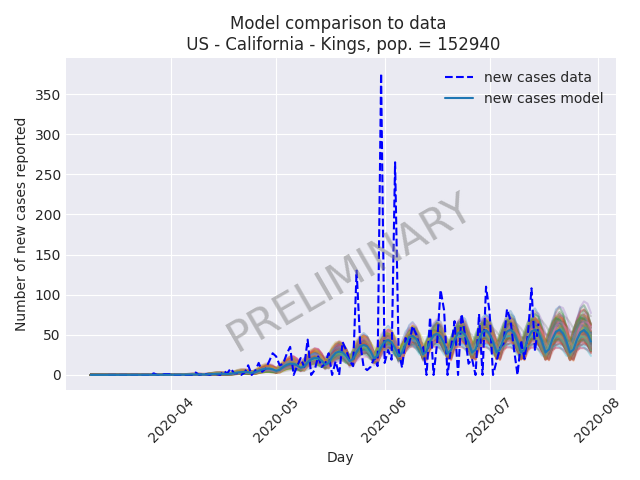 Model comparison to data
US - California - Kings, pop. = 152940
new cases data
new cases model
Number of new cases reported
350
300
250
200
150
100
50
0
PRELIMINARY
2020-04
2020-05
2020-06
2020-07
2020-08
Day